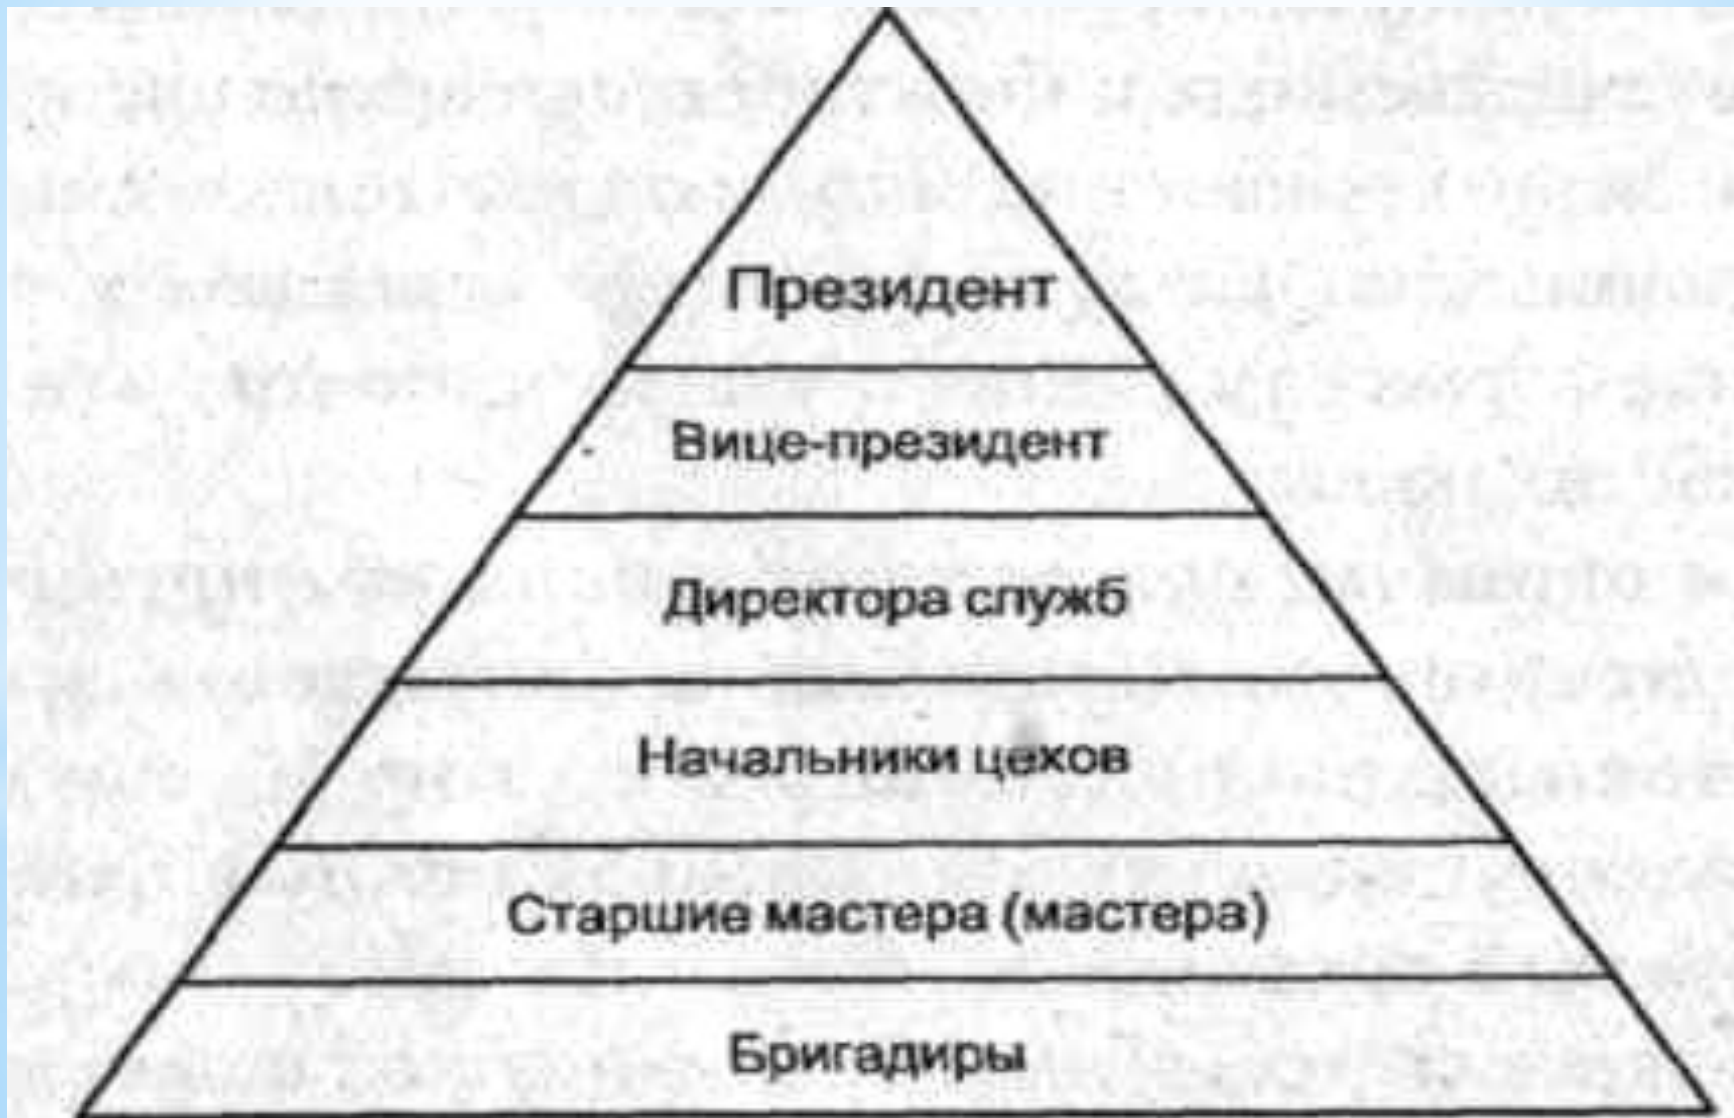 Президент
Вице-президент
Директора служб
Начальники цехов
Старшие мастера (мастера)
Бригадиры